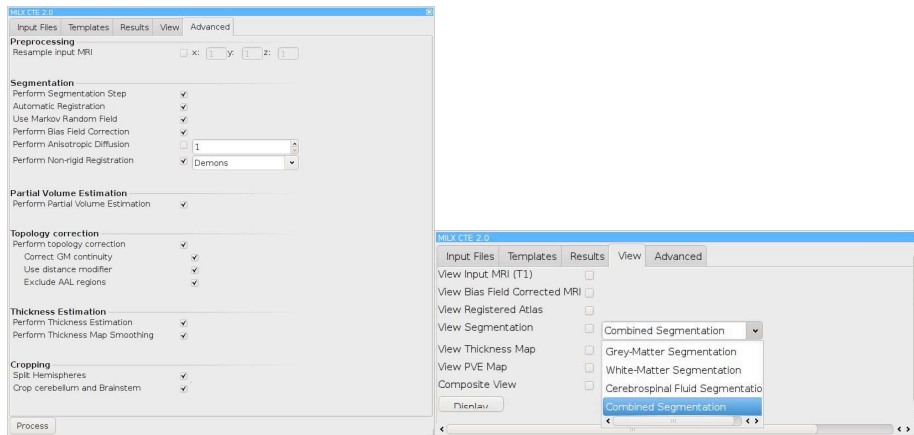 MILX CTE 2.0
Input Files Templates Results View Advanced
Preprocessing
Resample input MRI x: 1 y: 1 z: 1
Segmentation
Perform Segmentation Step
Automatic Registration
Use Markov Random Field
Perform Bias Field Correction
Perform Anisotropic Diffusion 1
Perform Non-rigid Registration Demons
Partial Volume Estimation
Perform Partial Volume Estimation
Topology correction
Perform topology correction
Correct GM continuity
Use distance modifier
Exclude AAL regions
Thickness Estimation
Perform Thickness Estimation
Perform Thickness Map Smoothing
Cropping
Split Hemispheres
Crop cerebellum and Brainstem
Process
MILX CTE 2.0
Input Files Templates Results View Advanced
View Input MRI (T1)
View Bias Field Corrected MRI
View Registered Atlas
View Segmentation Combined Segmentation
View Thickness Map Grey-Matter Segmentation
View PVE Map White-Matter Segmentation
Composite View Cerebrospinal Fluid Segmentatio
Display Combined Segmentation